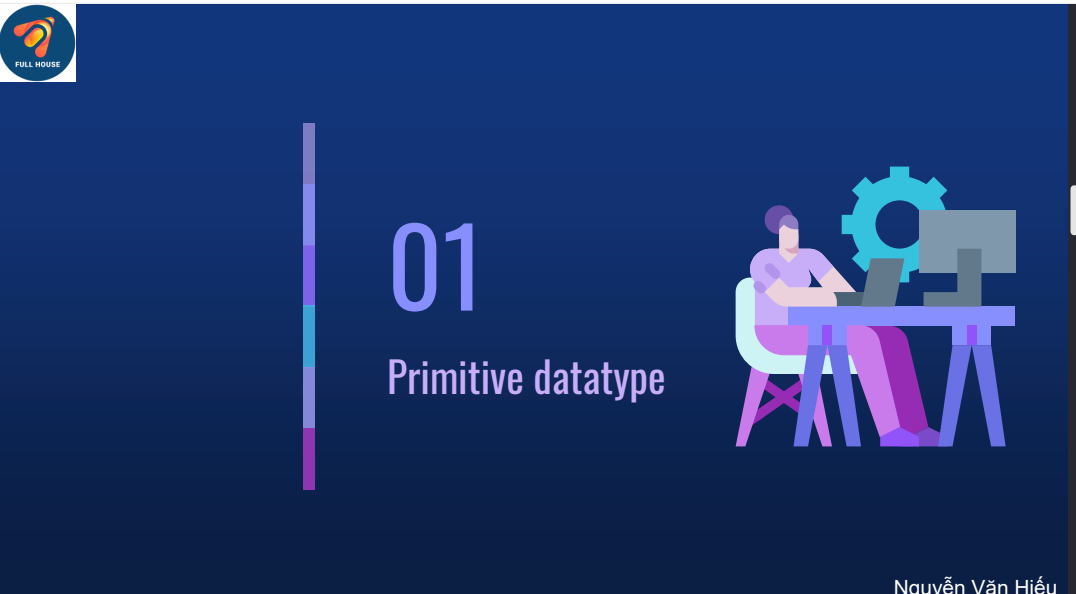 FULL HOUSE
01
Primitive datatype
Nguyễn Văn Hiếu